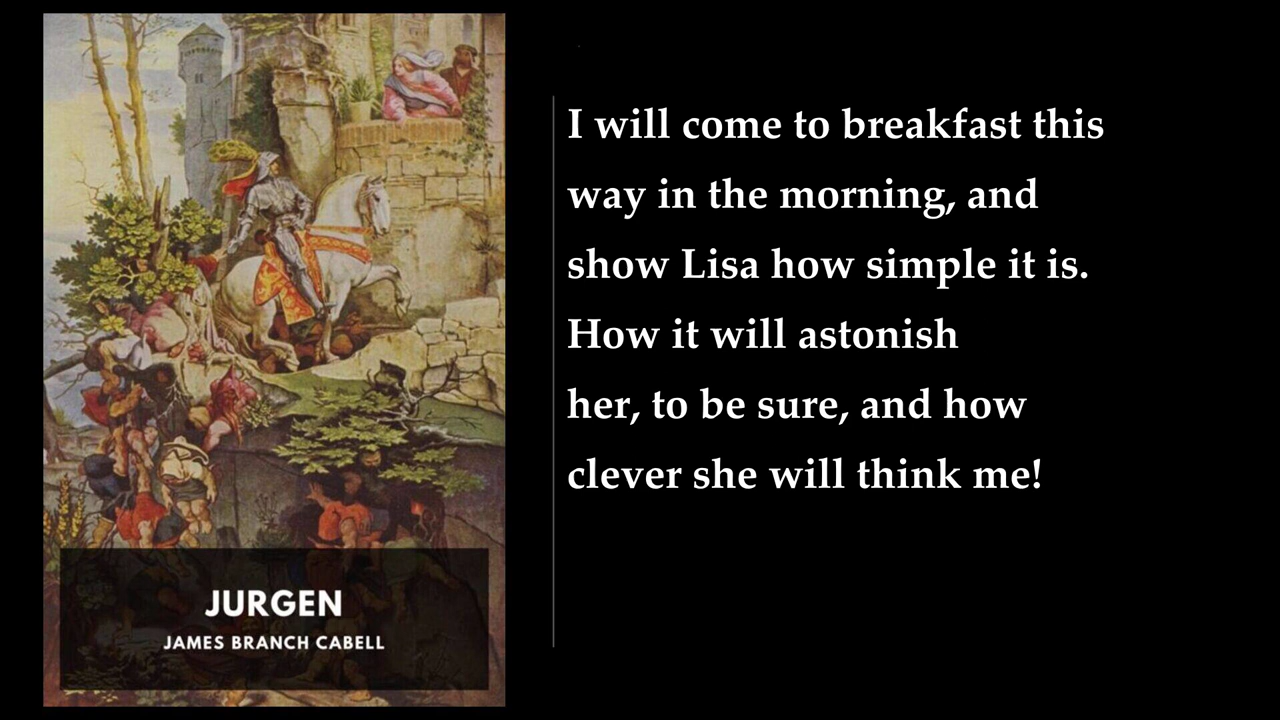 I will come to breakfast this
way in the morning, and
show Lisa how simple it is.
How it will astonish
her, to be sure, and how
clever she will think me!
JURGEN
JAMES BRANCH CABELL